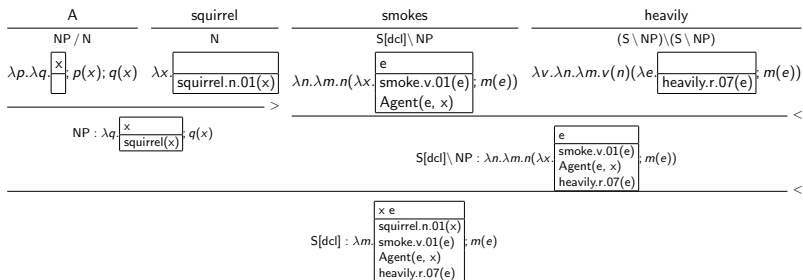 A squirrel smokes heavily
NP / N N S[dcl]\ NP (S \ NP)\(S \ NP)
λp.λq. x ; p(x); q(x) λx. squirrel.n.01(x) λn.λm.n(λx. e smoke.v.01(e) Agent(e, x) ; m(e)) λv.λn.λm.v(n)(λe. heavily.r.07(e) ; m(e))
> <
NP : λq. x squirrel(x) ; q(x)
S[dcl]\ NP : λn.λm.n(λx. e smoke.v.01(e) Agent(e, x) heavily.r.07(e) ; m(e))
<
S[dcl] : λm. x e squirrel.n.01(x) smoke.v.01(e) Agent(e, x) heavily.r.07(e) ; m(e)